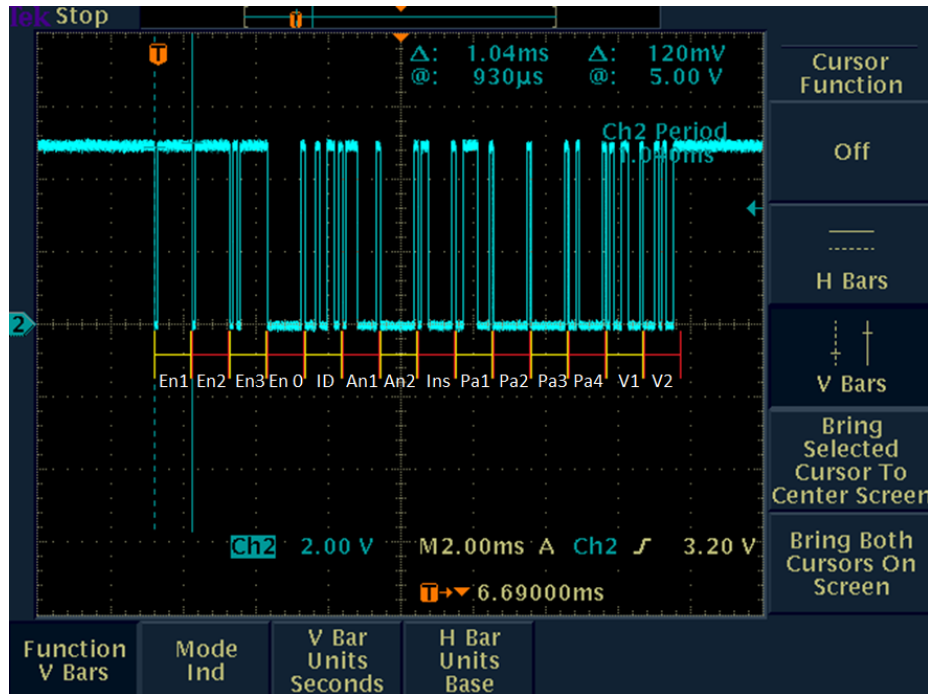 Tek Stop
Δ: 1.04ms Δ: 120mV
@: 930µs @: 5.00 V
Ch2 Period
1.040ms
T
T
2
En1 En2 En3 En 0 ID An1 An2 Ins Pa1 Pa2 Pa3 Pa4 V1 V2
Ch2 2.00 V M2.00ms A Ch2 3.20 V
T 6.69000ms
Cursor
Function
Off
H Bars
V Bars
Bring
Selected
Cursor To
Center Screen
Bring Both
Cursors On
Screen
Function
V Bars
Mode
Ind
V Bar
Units
Seconds
H Bar
Units
Base